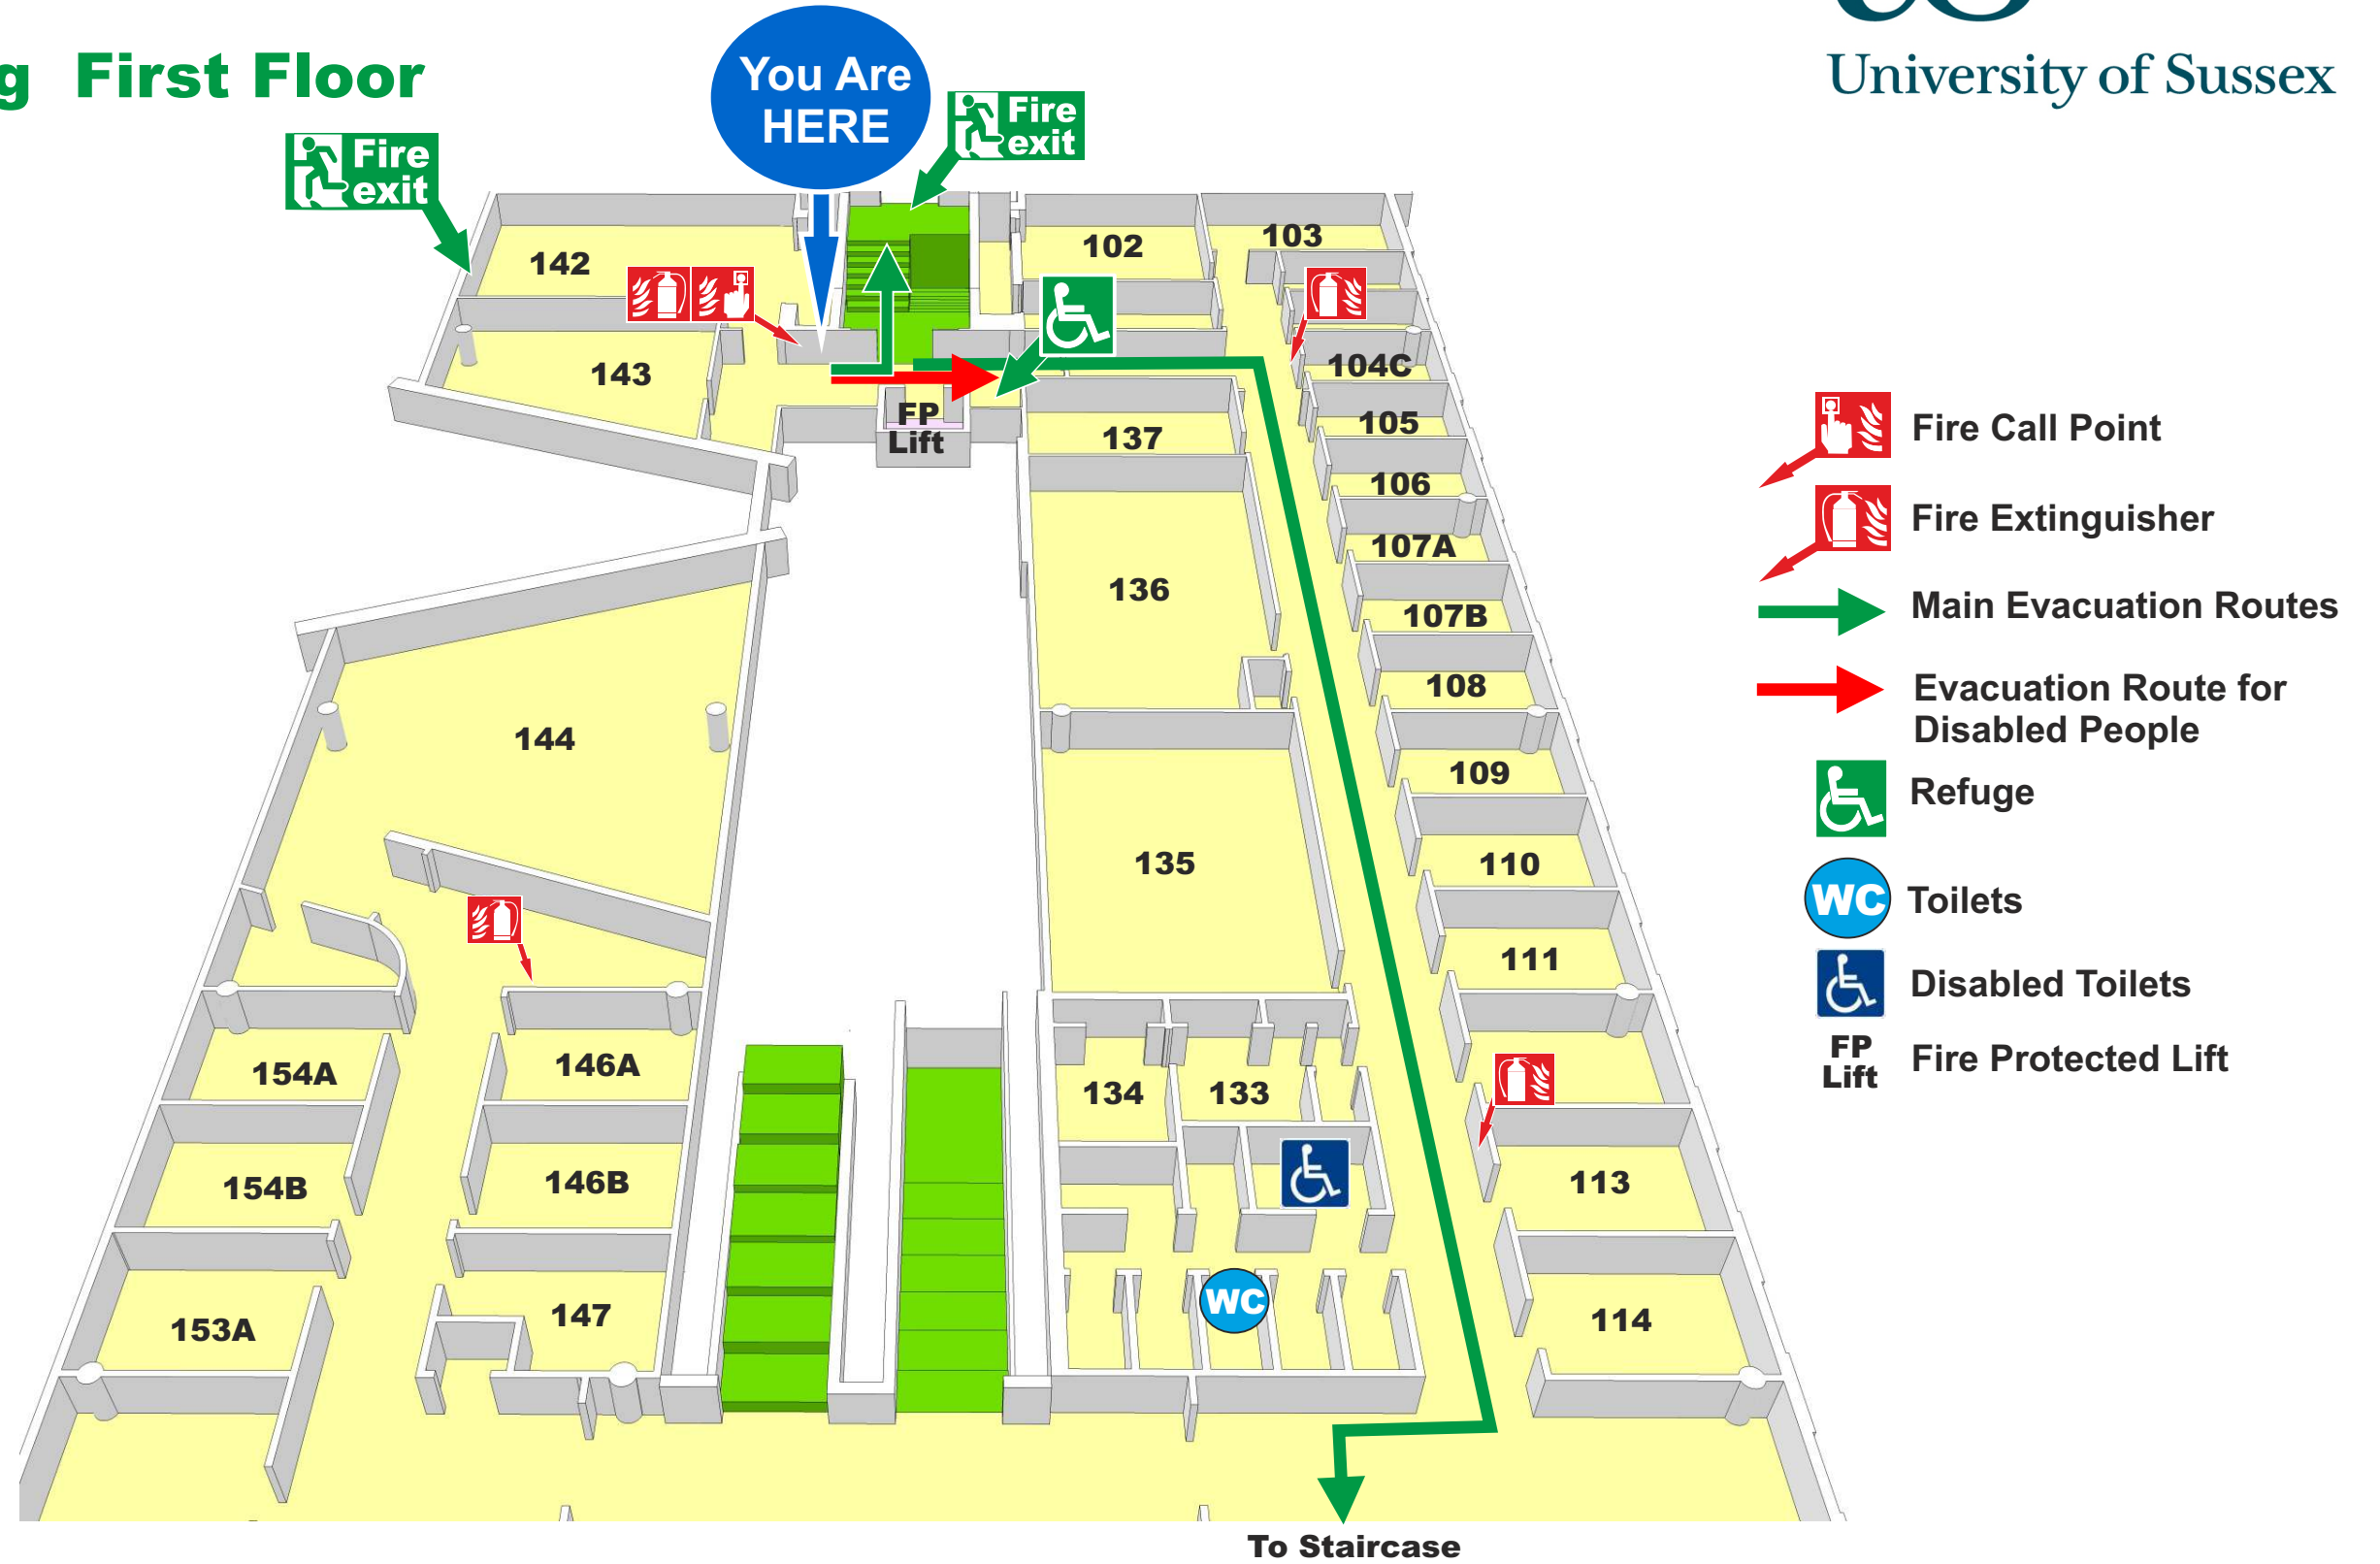 g First Floor
University of Sussex
You Are
HERE
Fire
exit
Fire
exit
142
102
103
143
104C
FP
Lift
137
105
106
107A
136
107B
108
144
109
135
110
111
154A
146A
134
133
154B
146B
113
153A
147
WC
114
To Staircase
Fire Call Point
Fire Extinguisher
Main Evacuation Routes
Evacuation Route for
Disabled People
Refuge
WC Toilets
Disabled Toilets
FP
Lift
Fire Protected Lift